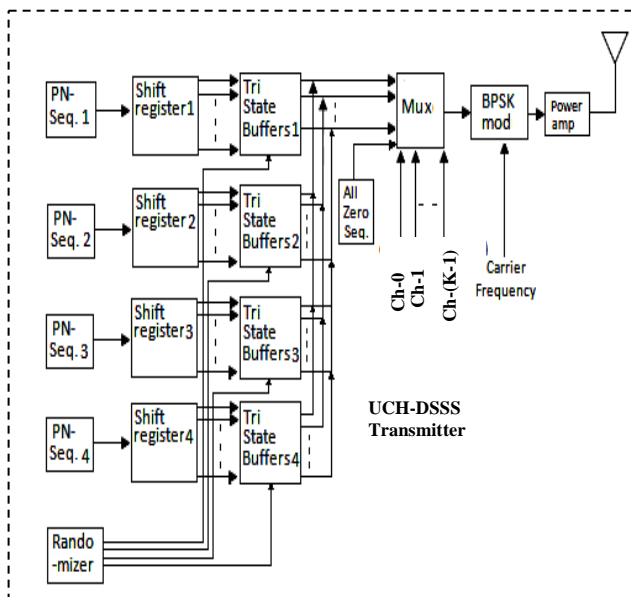 PN-
Seq. 1
Shift
register1
Tri
State
Buffers1
Mux
BPSK
mod
Power
amp
All
Zero
Seq.
PN-
Seq. 2
Shift
register2
Tri
State
Buffers2
Ch-0
Ch-1
Ch-(K-1)
Carrier
Frequency
PN-
Seq. 3
Shift
register3
Tri
State
Buffers3
UCH-DSSS
Transmitter
PN-
Seq. 4
Shift
register4
Tri
State
Buffers4
Rando
-mizer